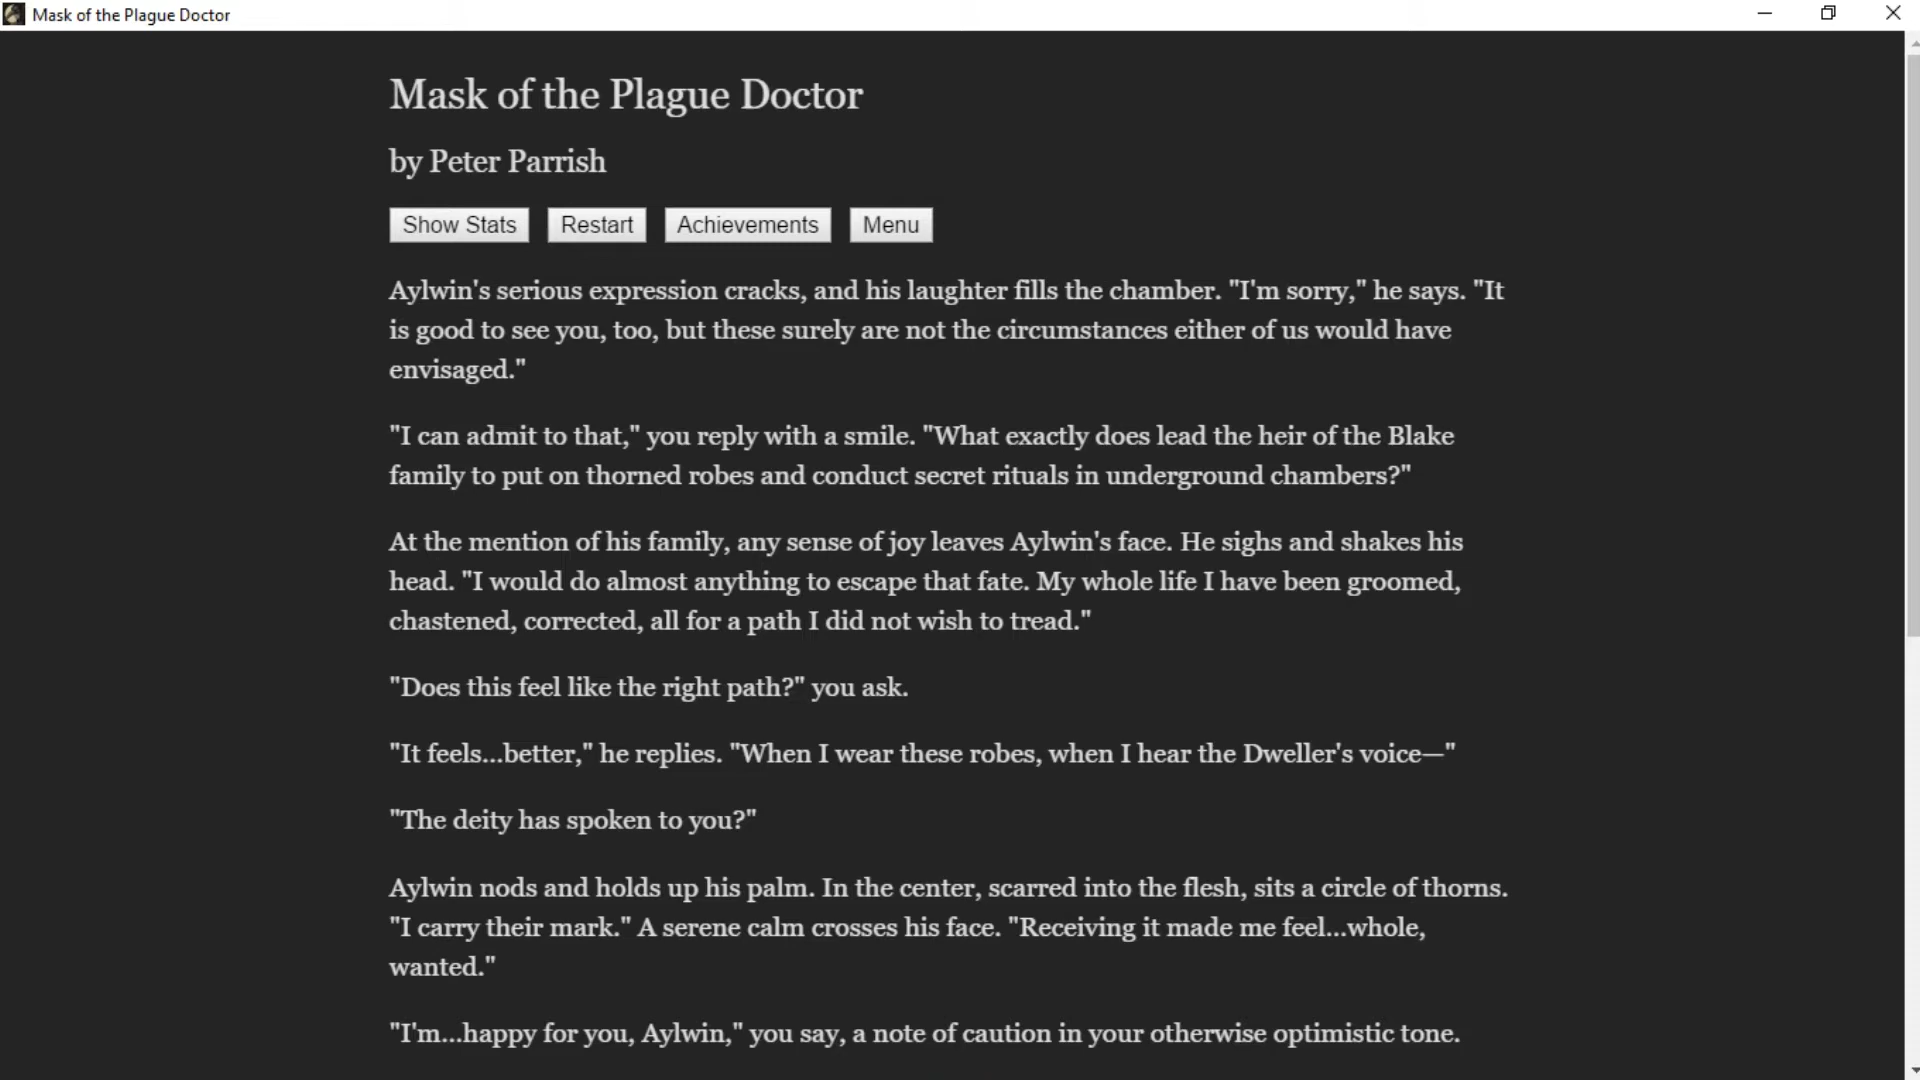 Mask of the Plague Doctor
Mask of the Plague Doctor
by Peter Parrish
Show Stats Restart Achievements Menu
Aylwin's serious expression cracks, and his laughter fills the chamber. "I'm sorry," he says. "It
is good to see you, too, but these surely are not the circumstances either of us would have
envisaged."
"I can admit to that," you reply with a smile. "What exactly does lead the heir of the Blake
family to put on thorned robes and conduct secret rituals in underground chambers?"
At the mention of his family, any sense of joy leaves Aylwin's face. He sighs and shakes his
head. "I would do almost anything to escape that fate. My whole life I have been groomed,
chastened, corrected, all for a path I did not wish to tread."
"Does this feel like the right path?" you ask.
"It feels...better," he replies. "When I wear these robes, when I hear the Dweller's voice—"
"The deity has spoken to you?"
Aylwin nods and holds up his palm. In the center, scarred into the flesh, sits a circle of thorns.
"I carry their mark." A serene calm crosses his face. "Receiving it made me feel...whole,
wanted."
"I'm...happy for you, Aylwin," you say, a note of caution in your otherwise optimistic tone.